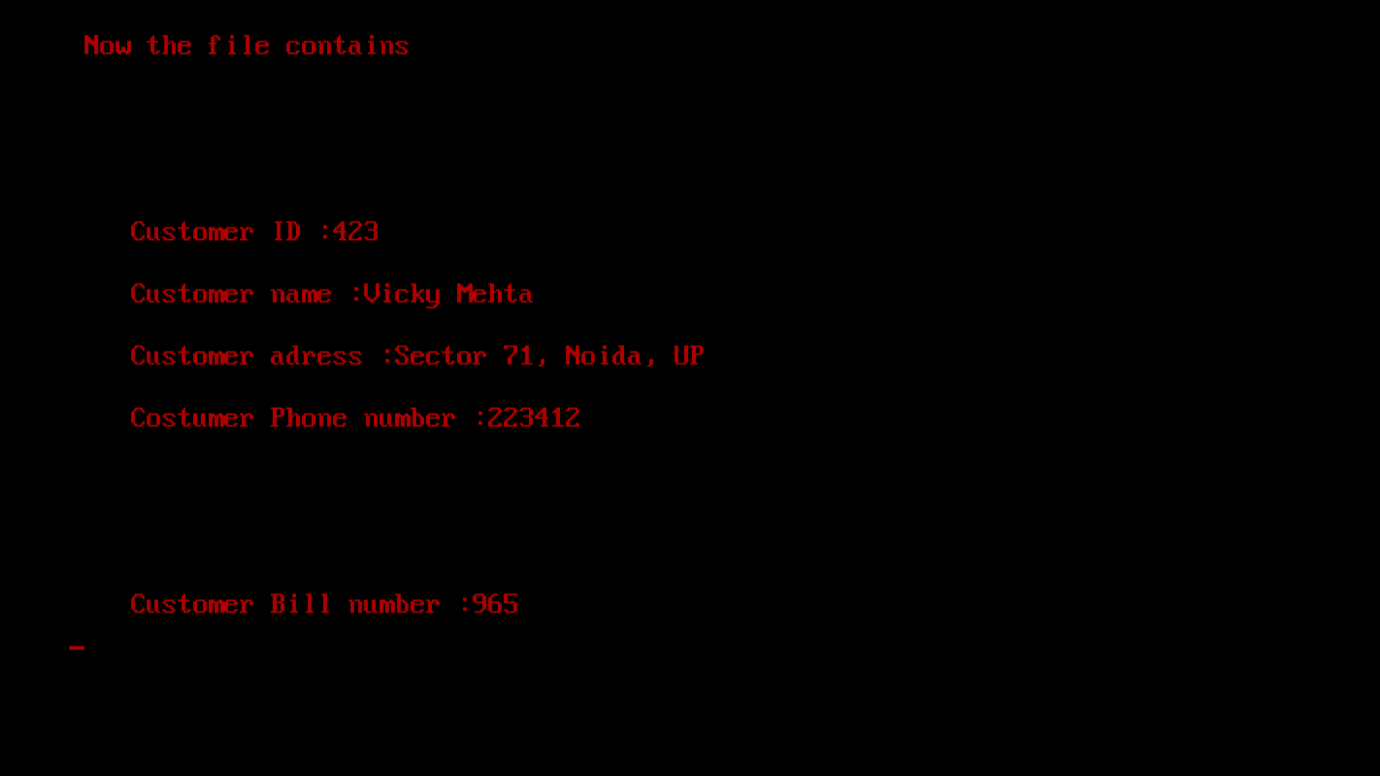 Now the file contains
Customer ID :423
Customer name :Vicky Mehta
Customer adress :Sector 71, Noida, UP
Costumer Phone number :223412
Customer Bill number :965